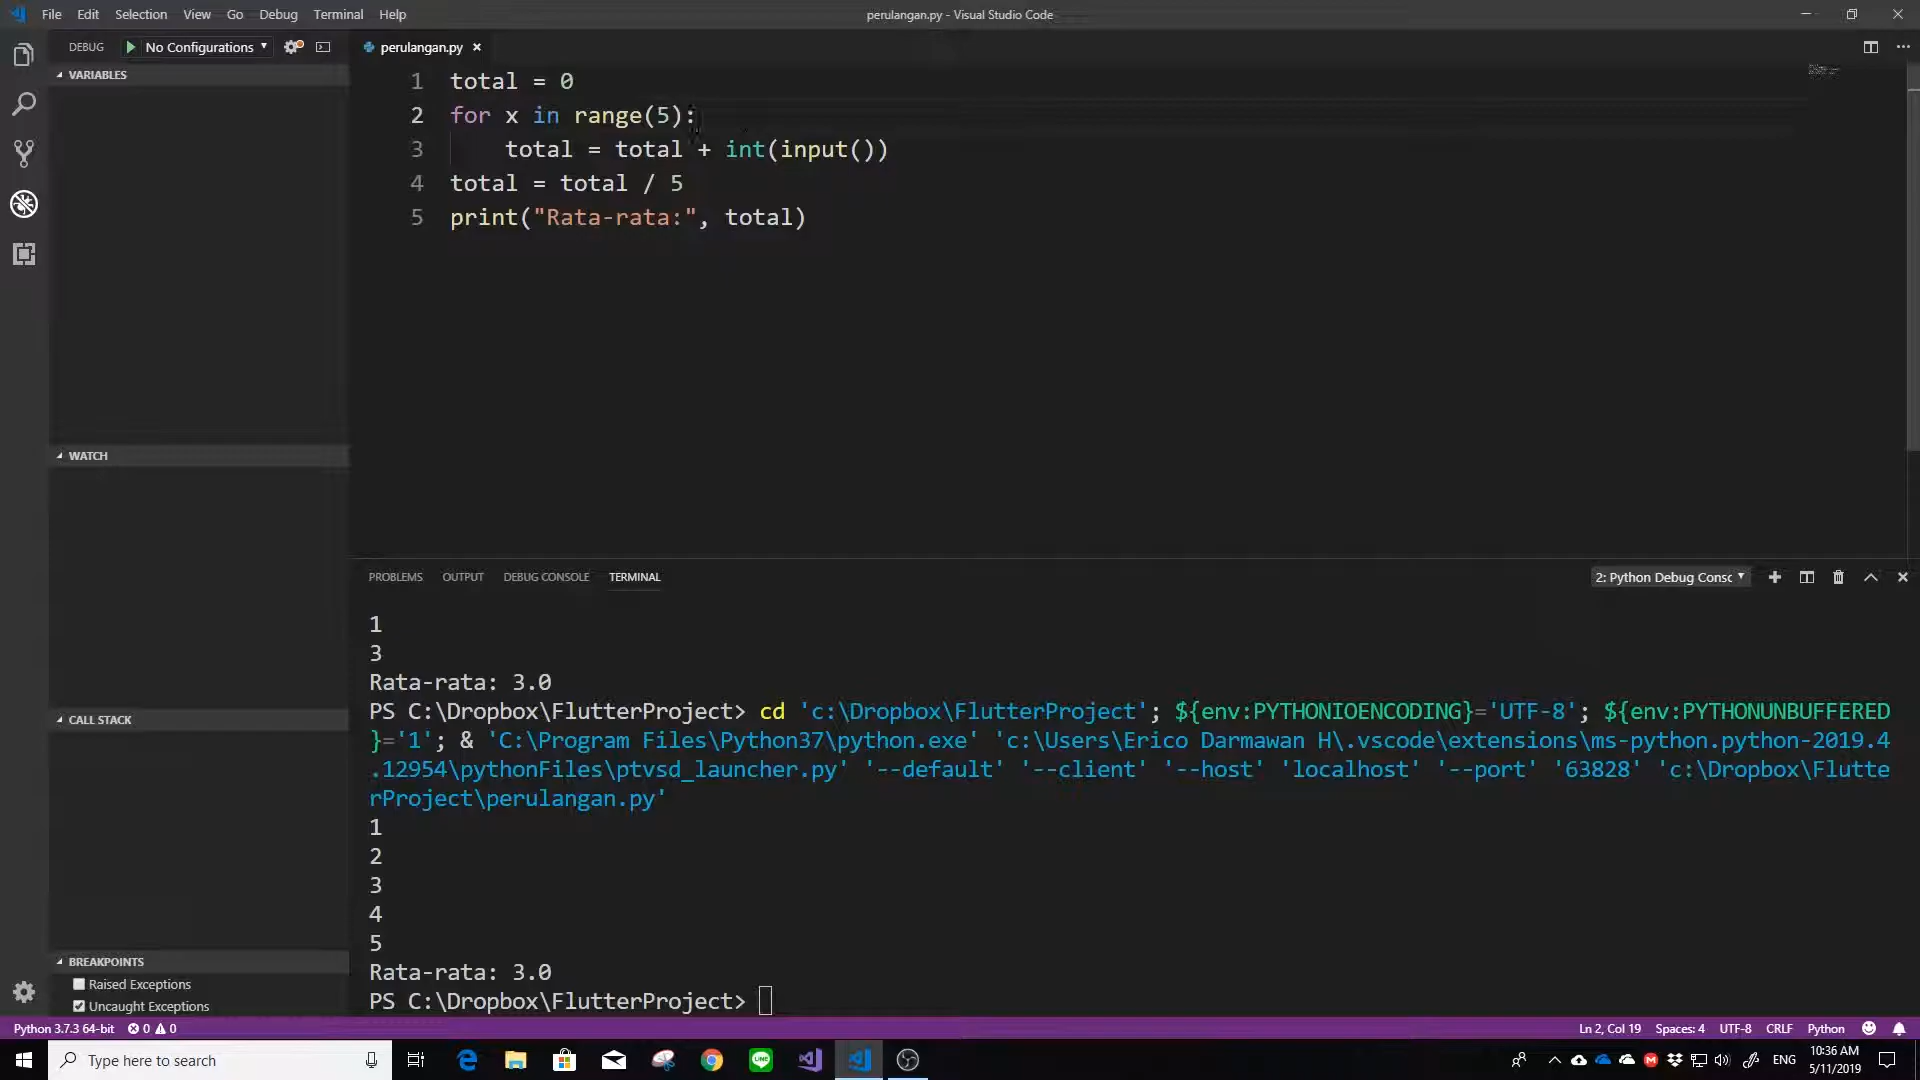 File Edit Selection View Go Debug Terminal Help
perulangan.py - Visual Studio Code
DEBUG No Configurations
perulangan.py
VARIABLES
WATCH
CALL STACK
BREAKPOINTS
Raised Exceptions
Uncaught Exceptions
1 total = 0
2 for x in range(5):
3 total = total + int(input())
4 total = total / 5
5 print("Rata-rata:", total)
PROBLEMS OUTPUT DEBUG CONSOLE TERMINAL
2: Python Debug Consc
1
3
Rata-rata: 3.0
PS C:\Dropbox\FlutterProject> cd 'c:\Dropbox\FlutterProject'; ${env:PYTHONIOENCODING}='UTF-8'; ${env:PYTHONUNBUFFERED
}='1'; & 'C:\Program Files\Python37\python.exe' 'c:\Users\Erico Darmawan H\.vscode\extensions\ms-python.python-2019.4
.12954\pythonFiles\ptvsd_launcher.py' '--default' '--client' '--host' 'localhost' '--port' '63828' 'c:\Dropbox\Flutte
rProject\perulangan.py'
1
2
3
4
5
Rata-rata: 3.0
PS C:\Dropbox\FlutterProject>
Python 3.7.3 64-bit 0 0
Ln 2, Col 19 Spaces: 4 UTF-8 CRLF Python
Type here to search
LINE
ENG
10:36 AM
5/11/2019